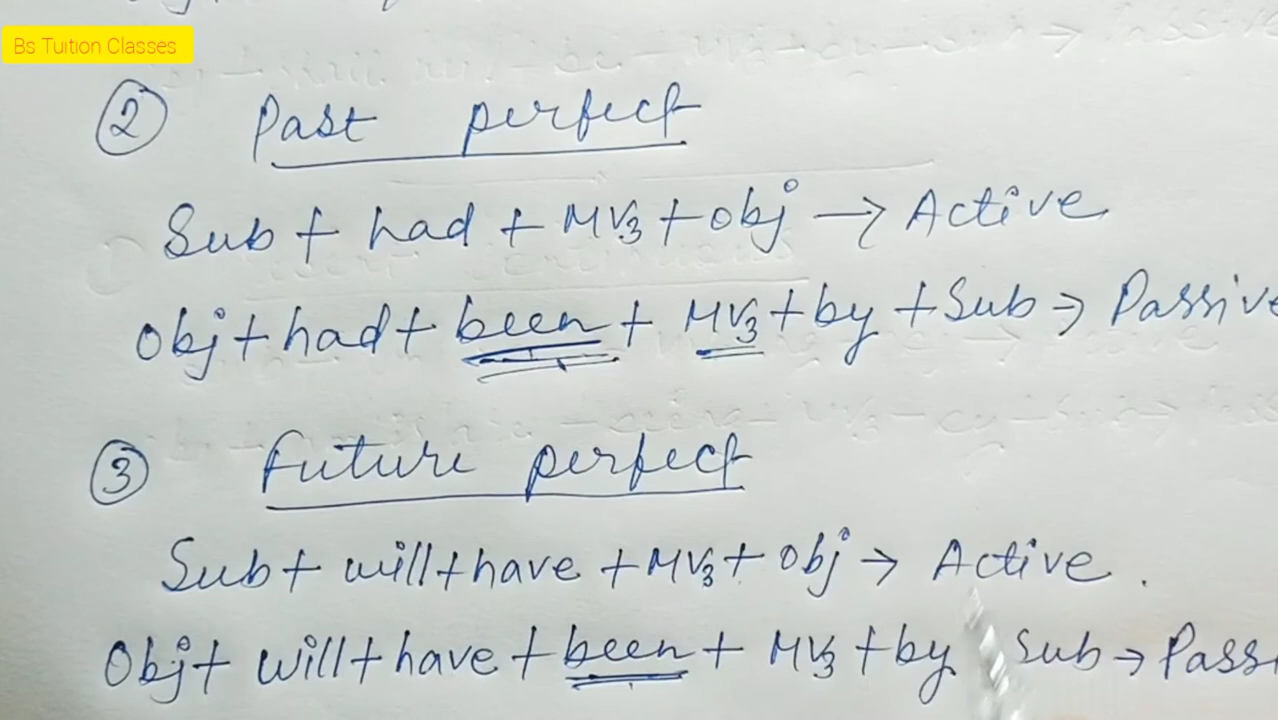 Bs Tuition Classes
② Past perfect
Sub + had + MV3 + obj → Active
Obj + had + been + MV3 + by + Sub → Passive
③ Future perfect
Sub + will + have + MV3 + obj → Active.
Obj + will + have + been + MV3 + by Sub → Pass